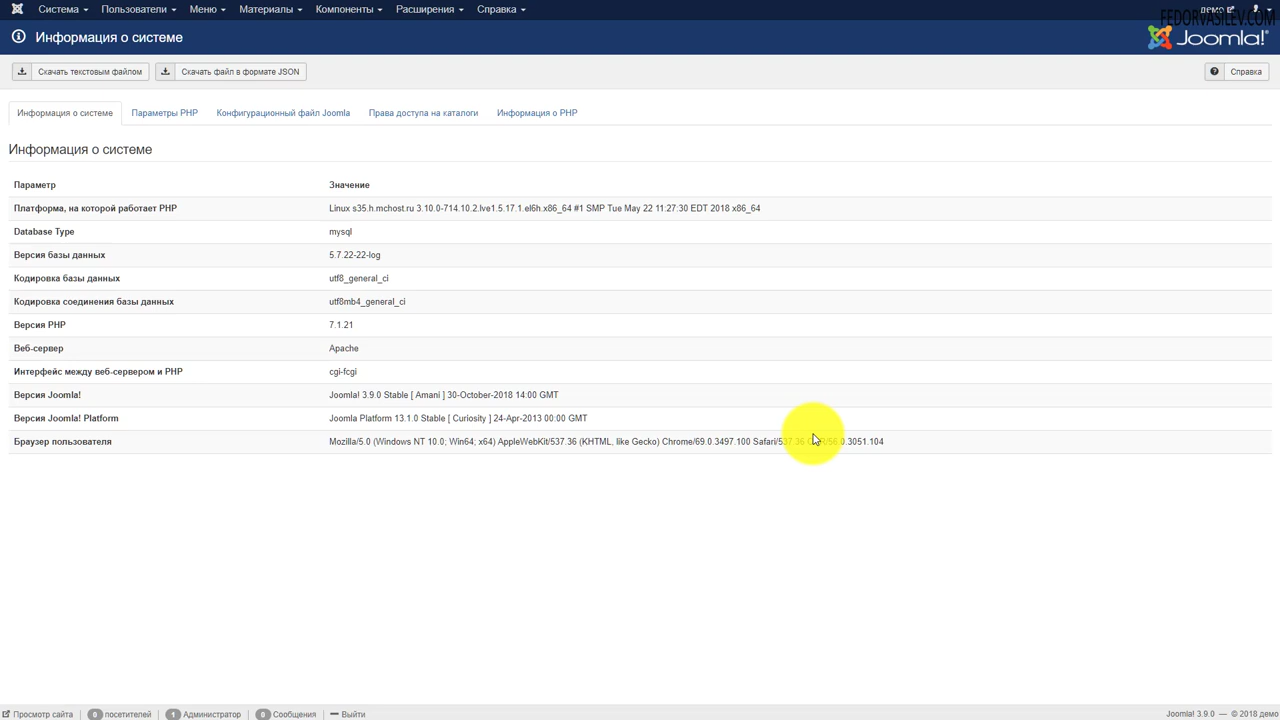 Система Пользователи Меню Материалы Компоненты Расширения Справка демо
FEDORVASILEV.COM
Информация о системе Joomla!®
Скачать текстовым файлом Скачать файл в формате JSON Справка
Информация о системе Параметры PHP Конфигурационный файл Joomla Права доступа на каталоги Информация о PHP
Информация о системе
Параметр Значение
Платформа, на которой работает PHP Linux s35.h.mchost.ru 3.10.0-714.10.2.lve1.5.17.1.el6h.x86_64 #1 SMP Tue May 22 11:27:30 EDT 2018 x86_64
Database Type mysql
Версия базы данных 5.7.22-22-log
Кодировка базы данных utf8_general_ci
Кодировка соединения базы данных utf8mb4_general_ci
Версия PHP 7.1.21
Веб-сервер Apache
Интерфейс между веб-сервером и PHP cgi-fcgi
Версия Joomla! Joomla! 3.9.0 Stable [ Amani ] 30-October-2018 14:00 GMT
Версия Joomla! Platform Joomla Platform 13.1.0 Stable [ Curiosity ] 24-Apr-2013 00:00 GMT
Браузер пользователя Mozilla/5.0 (Windows NT 10.0; Win64; x64) AppleWebKit/537.36 (KHTML, like Gecko) Chrome/69.0.3497.100 Safari/537.36
Просмотр сайта 0 посетителей 1 Администратор 0 Сообщения Выйти Joomla! 3.9.0 — © 2018 демо